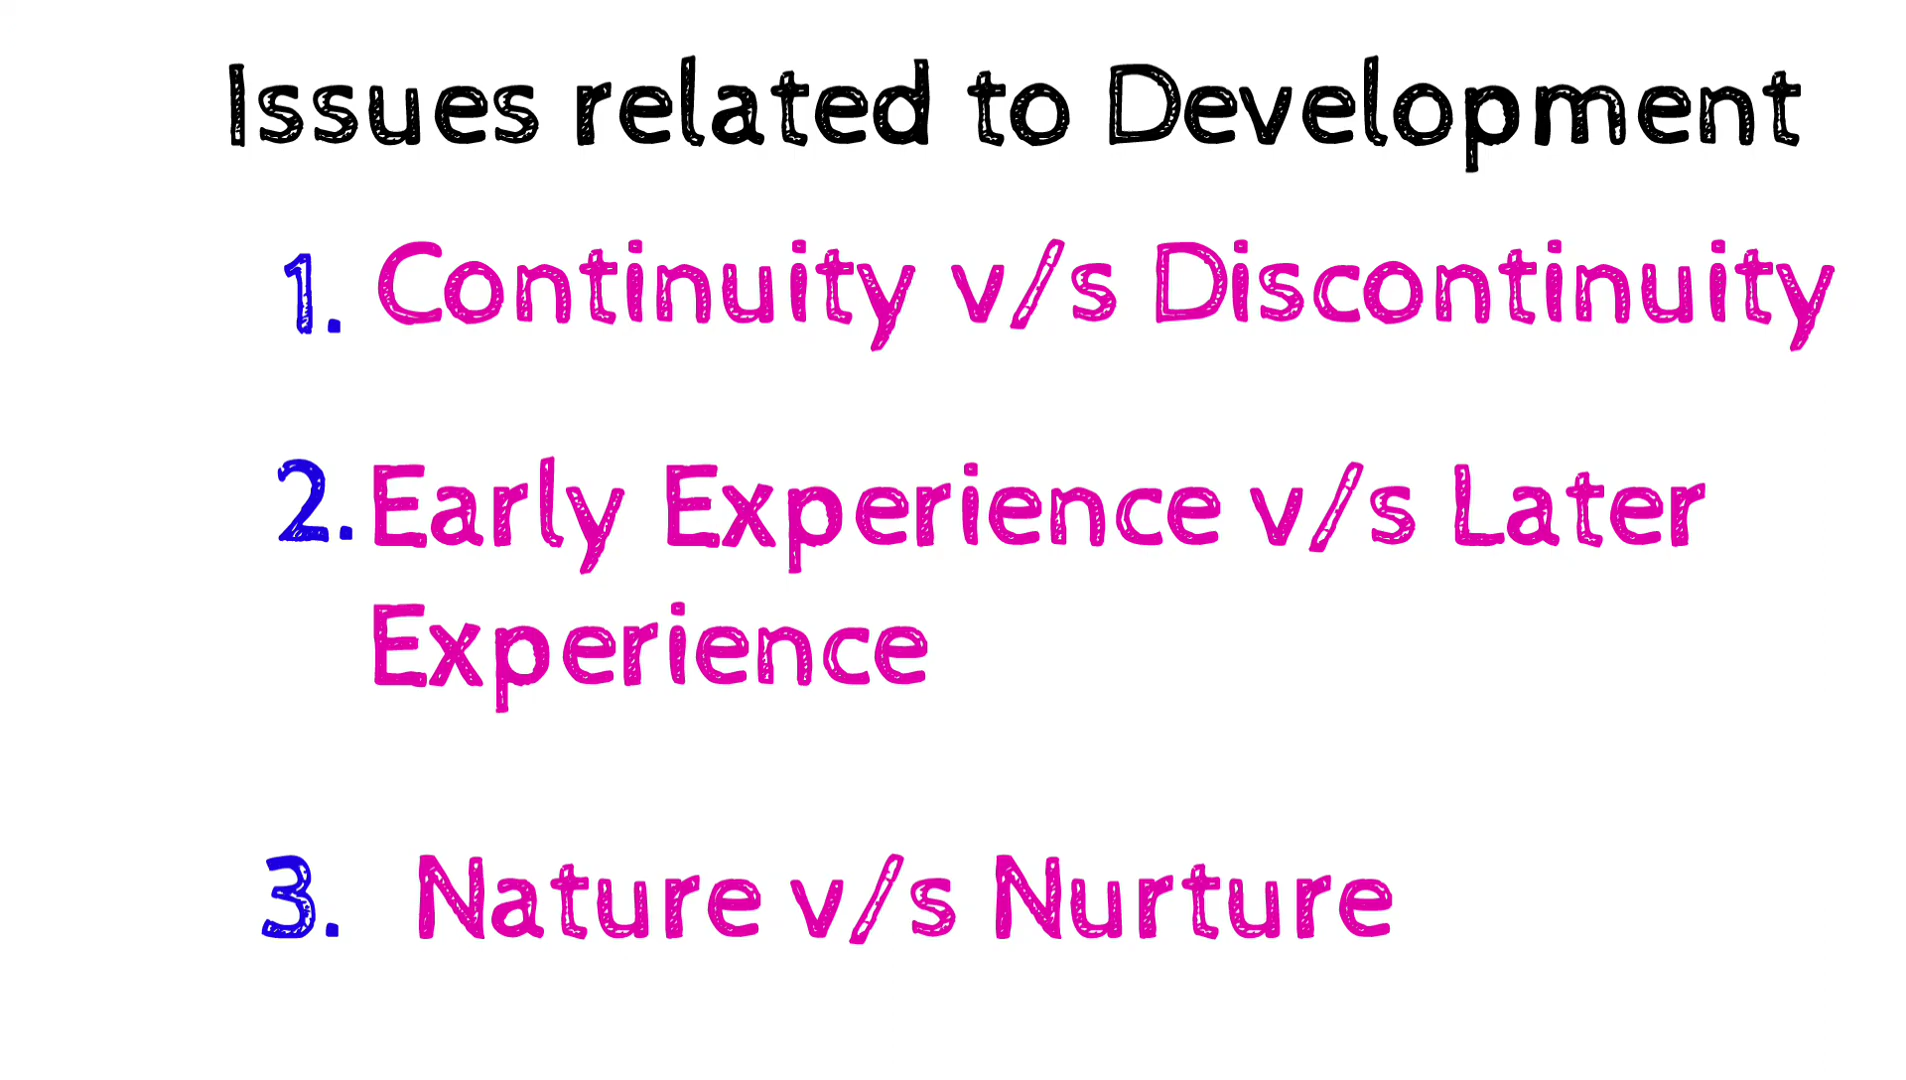 Issues related to Development
1. Continuity v/s Discontinuity
2. Early Experience v/s Later
Experience
3. Nature v/s Nurture